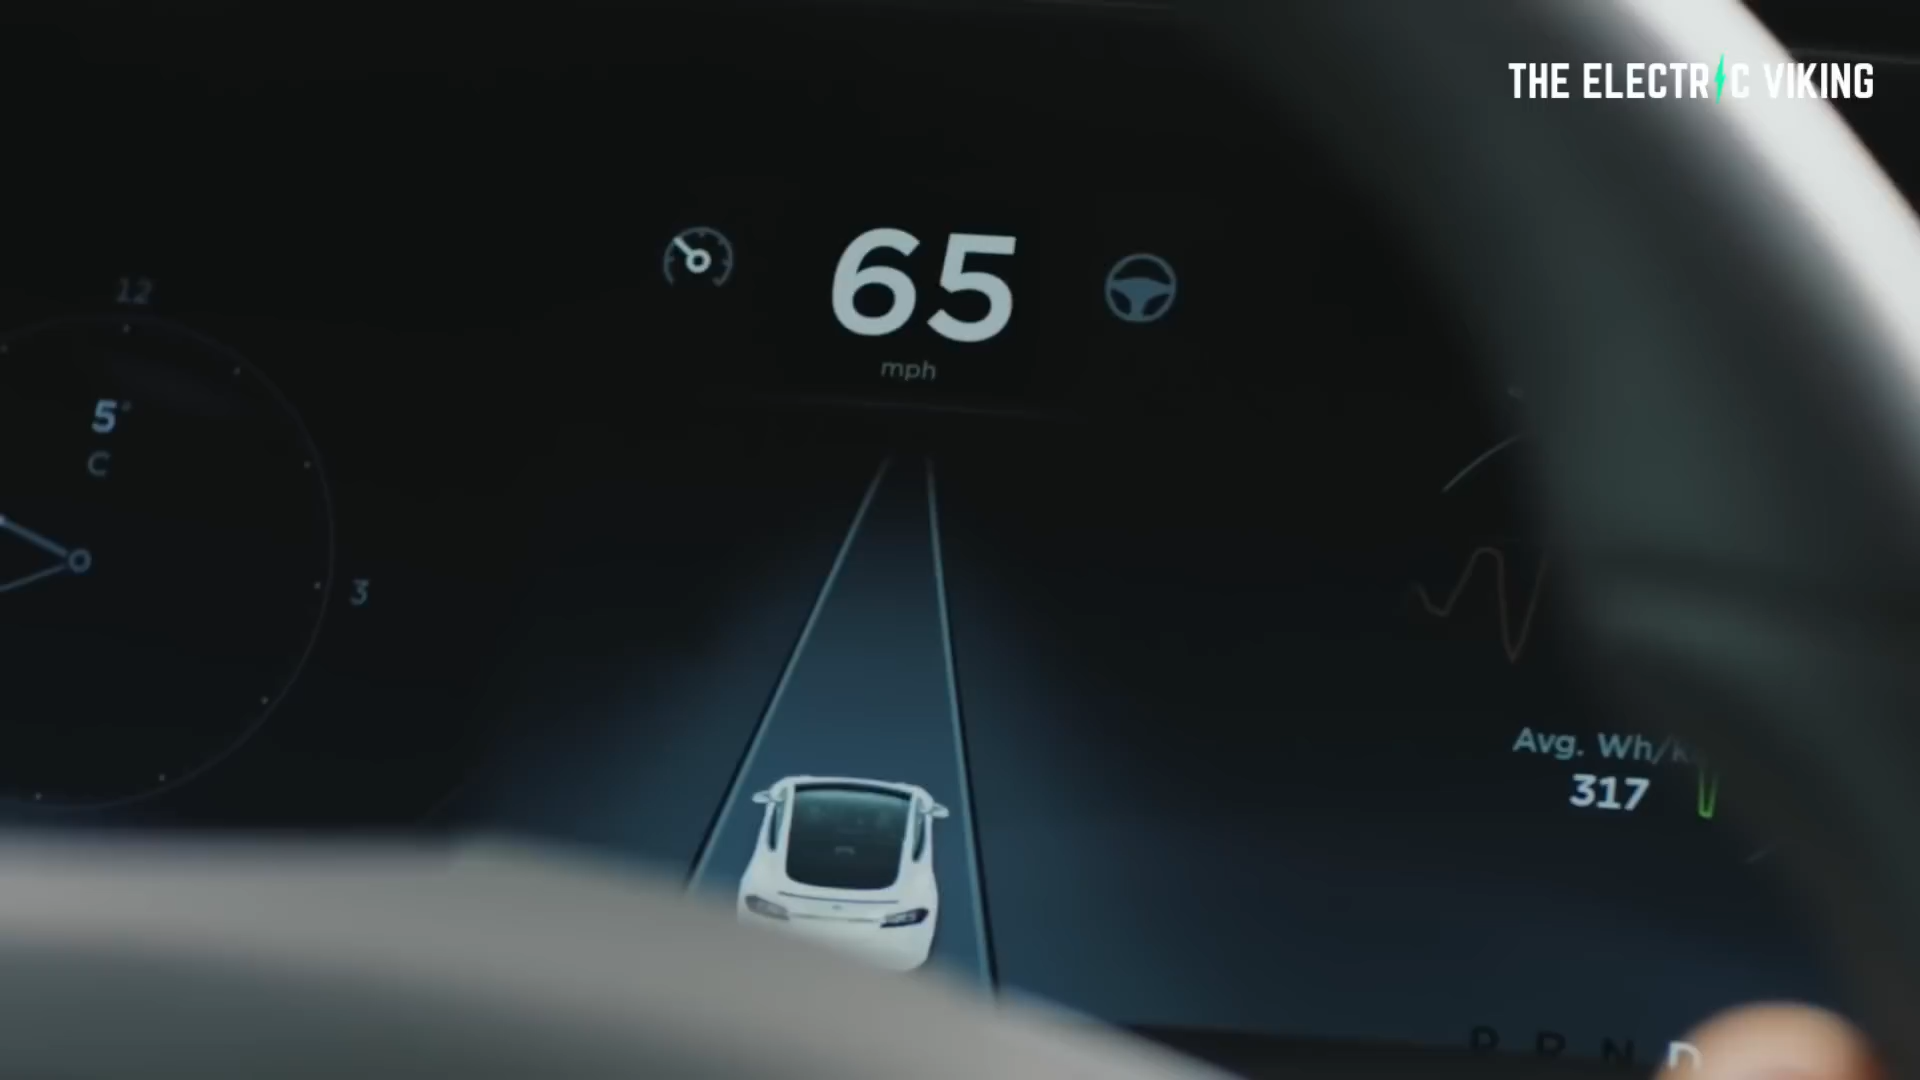 THE ELECTRIC VIKING
65
mph
12
5°
C
3
Avg. Wh/
317
P R N D